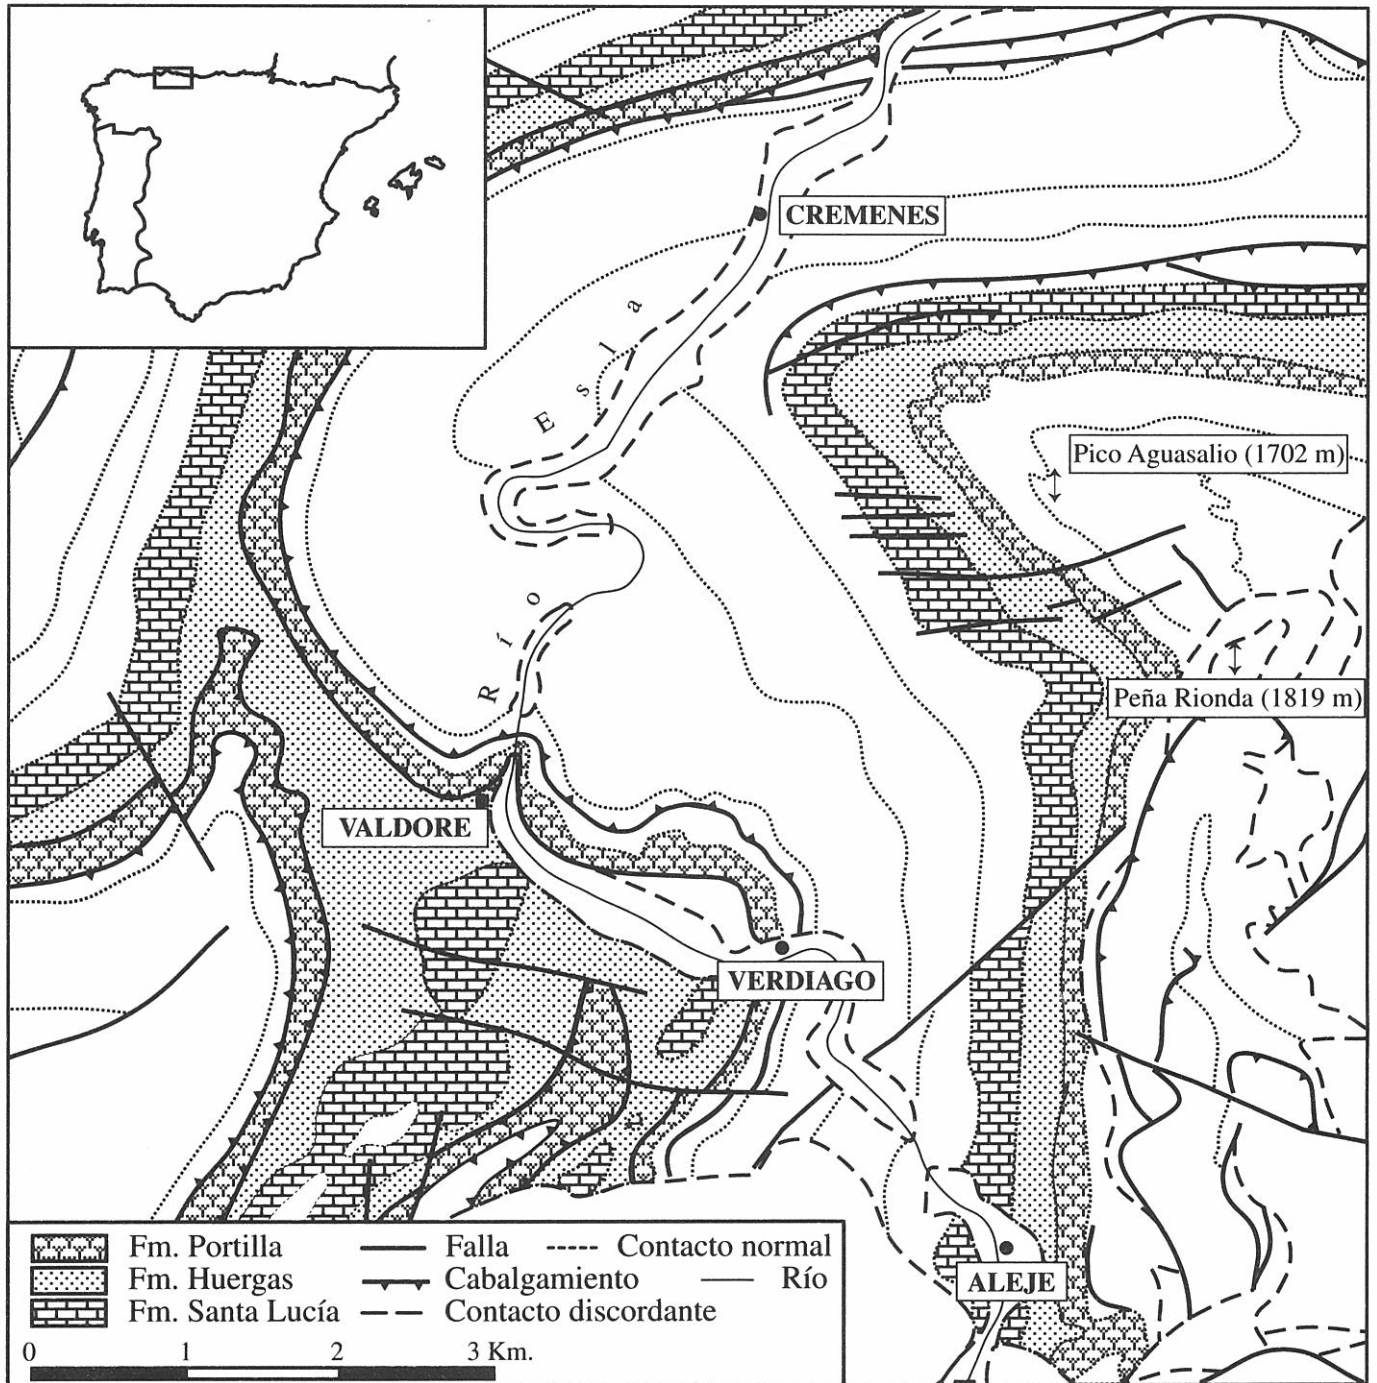 CREMENES
Río Esla
Pico Aguasalio (1702 m)
Peña Rionda (1819 m)
VALDORE
VERDIAGO
ALEJE
Fm. Portilla
Falla
Contacto normal
Fm. Huergas
Cabalgamiento
Río
Fm. Santa Lucía
Contacto discordante
0 1 2 3 Km.